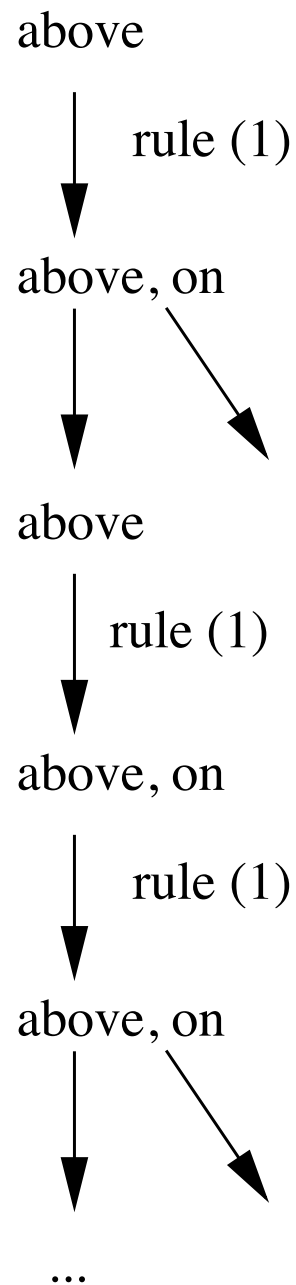 above
rule (1)
above, on
above
rule (1)
above, on
rule (1)
above, on
...